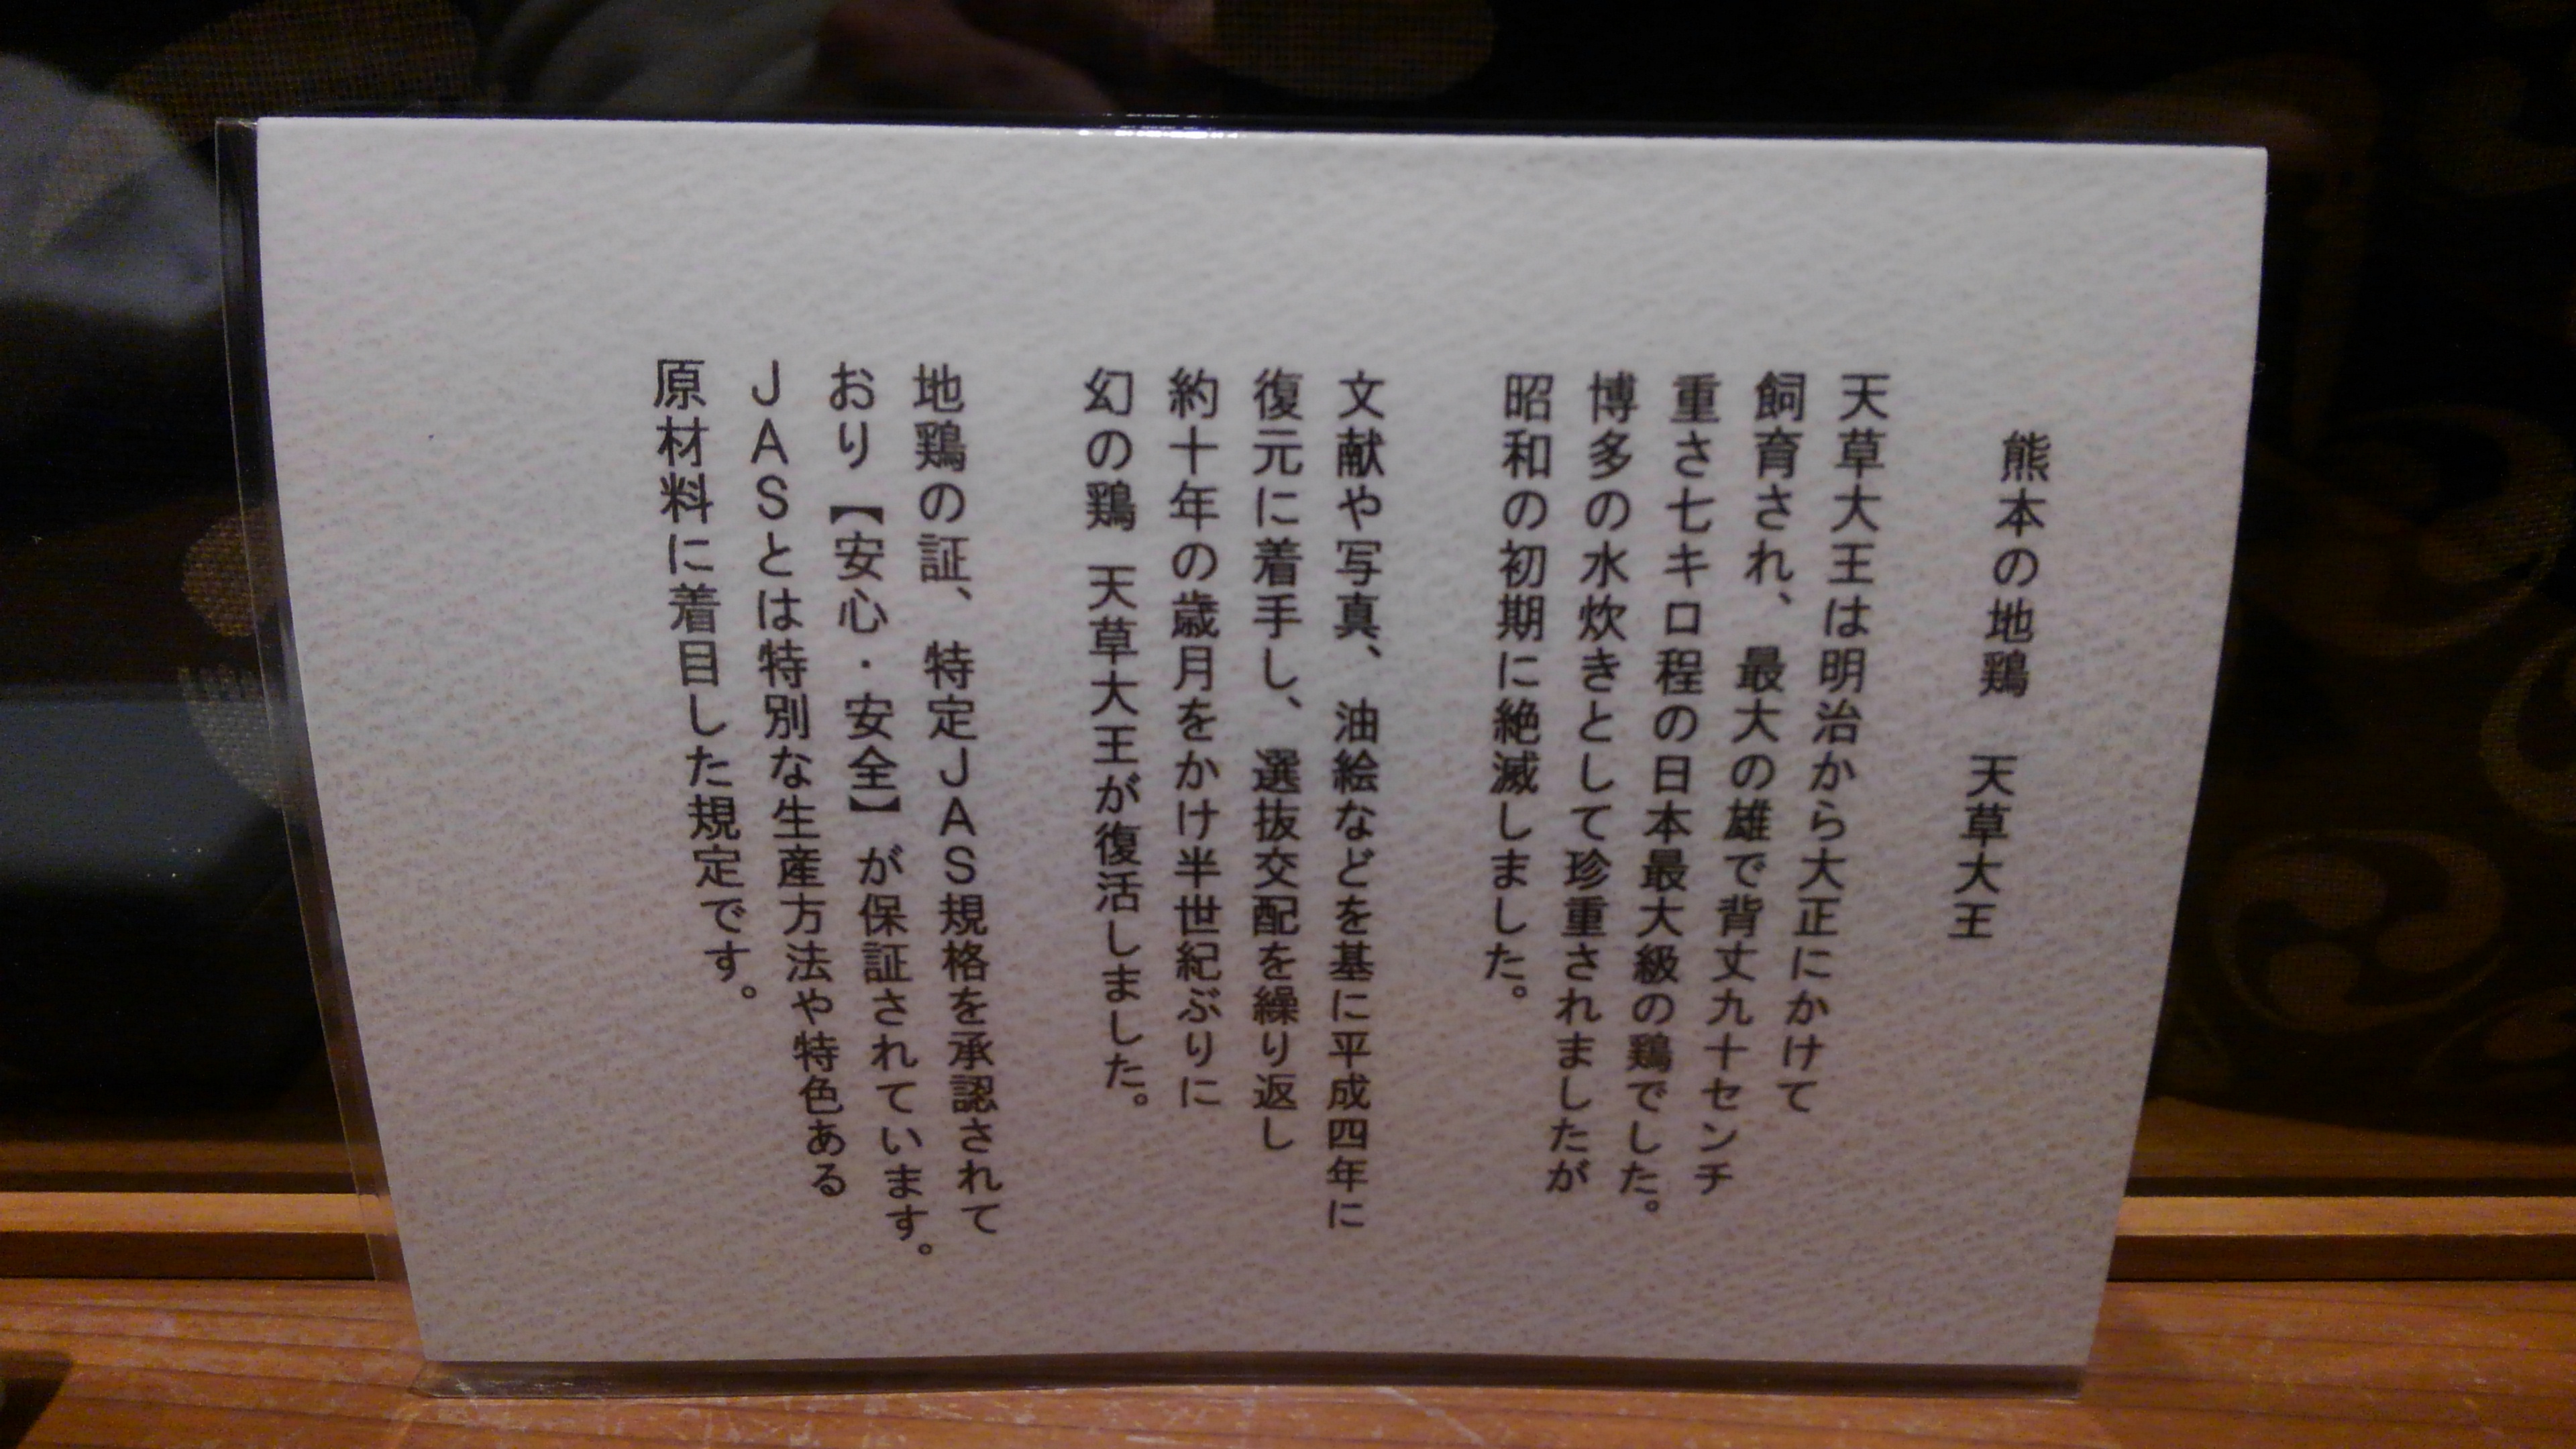 熊本の地鶏　天草大王
天草大王は明治から大正にかけて
飼育され、最大の雄で背丈九十センチ
重さ七キロ程の日本最大級の鶏でした。
博多の水炊きとして珍重されましたが
昭和の初期に絶滅しました。
文献や写真、油絵などを基に平成四年に
復元に着手し、選抜交配を繰り返し
約十年の歳月をかけ半世紀ぶりに
幻の鶏 天草大王が復活しました。
地鶏の証、特定ＪＡＳ規格を承認されて
おり【安心・安全】が保証されています。
ＪＡＳとは特別な生産方法や特色ある
原材料に着目した規定です。